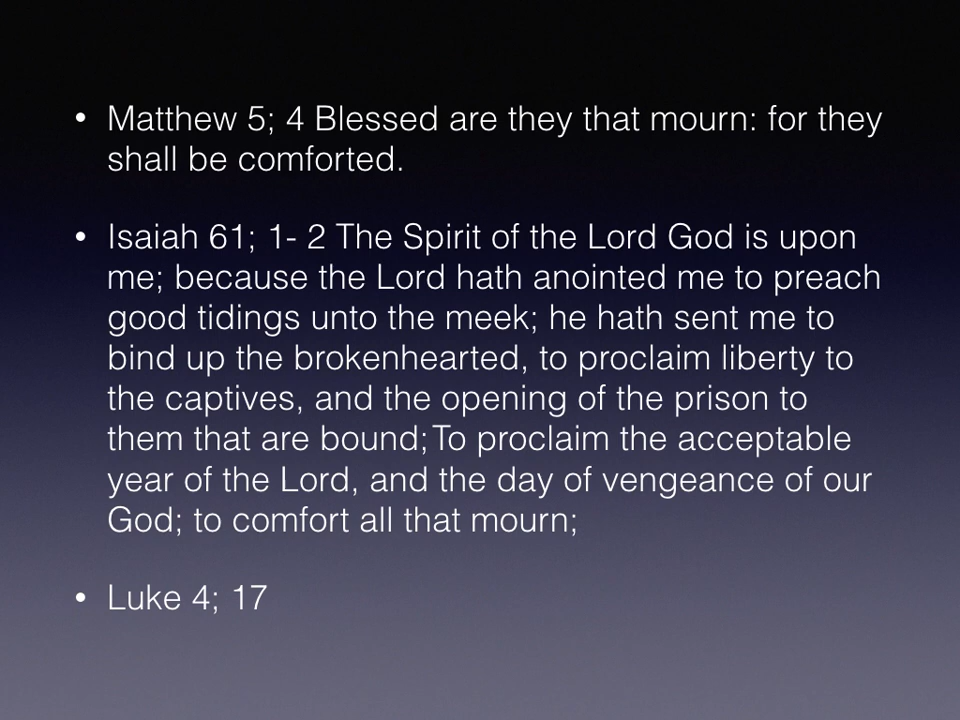 • Matthew 5; 4 Blessed are they that mourn: for they
shall be comforted.
• Isaiah 61; 1- 2 The Spirit of the Lord God is upon
me; because the Lord hath anointed me to preach
good tidings unto the meek; he hath sent me to
bind up the brokenhearted, to proclaim liberty to
the captives, and the opening of the prison to
them that are bound; To proclaim the acceptable
year of the Lord, and the day of vengeance of our
God; to comfort all that mourn;
• Luke 4; 17